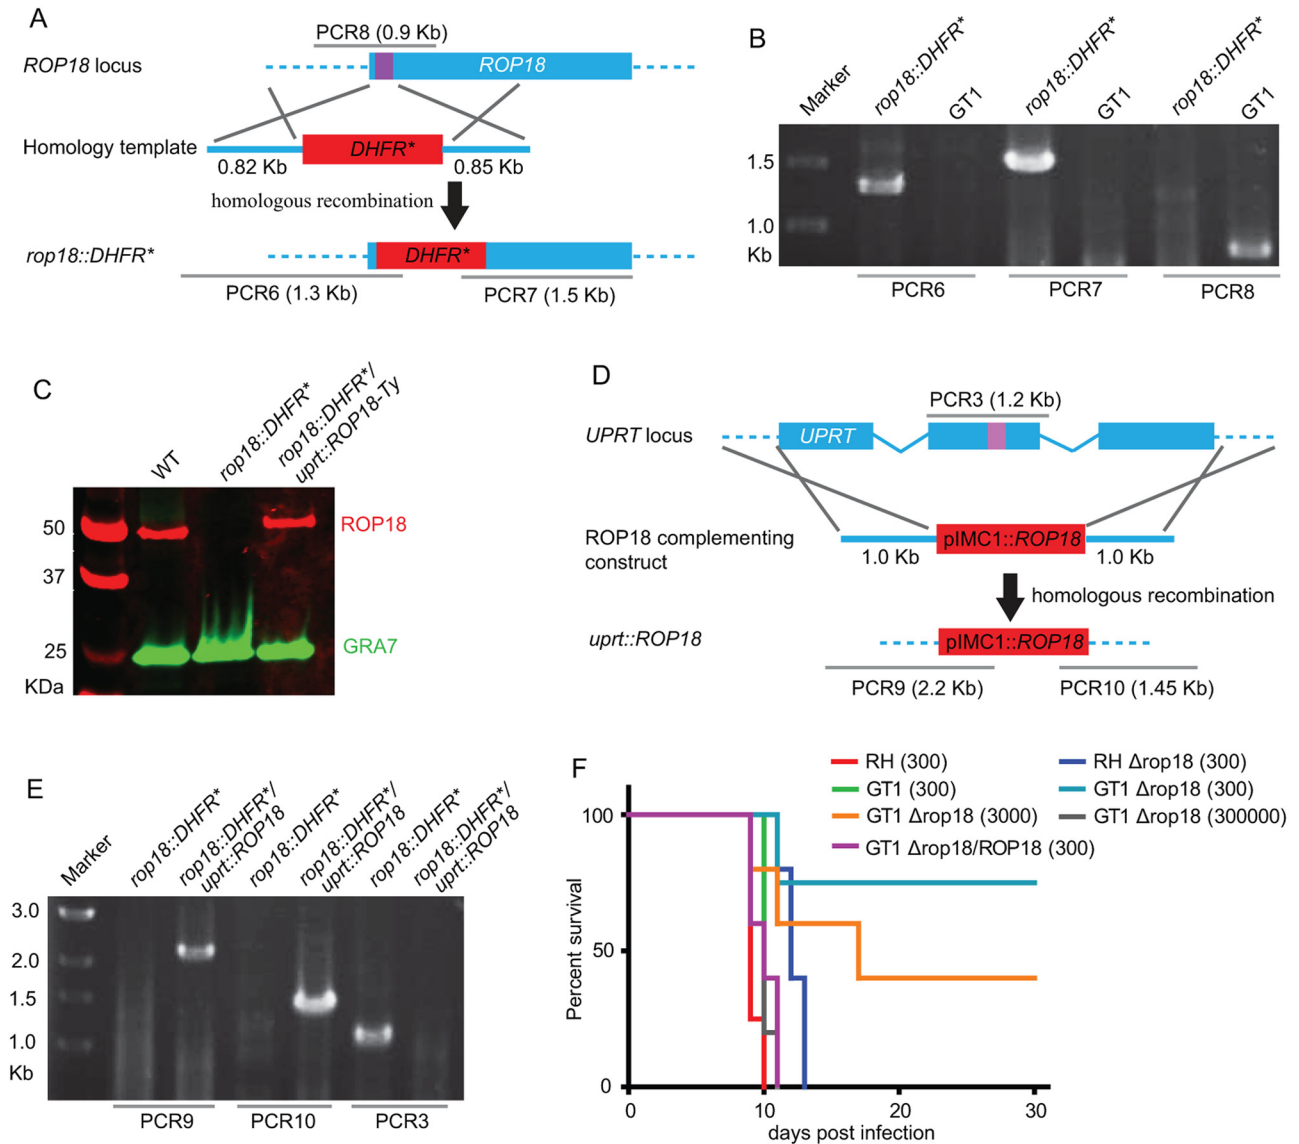 A
PCR8 (0.9 Kb)
ROP18 locus
ROP18
Homology template
DHFR*
0.82 Kb
0.85 Kb
homologous recombination
rop18::DHFR*
DHFR*
PCR6 (1.3 Kb)
PCR7 (1.5 Kb)
B
Marker
rop18::DHFR*
GT1
rop18::DHFR*
GT1
rop18::DHFR*
GT1
1.5
1.0
Kb
PCR6
PCR7
PCR8
C
WT
rop18::DHFR*
rop18::DHFR*/
uprt::ROP18-Ty
50
37
25
KDa
ROP18
GRA7
D
PCR3 (1.2 Kb)
UPRT locus
UPRT
ROP18 complementing
construct
pIMC1::ROP18
1.0 Kb
1.0 Kb
homologous recombination
uprt::ROP18
pIMC1::ROP18
PCR9 (2.2 Kb)
PCR10 (1.45 Kb)
E
Marker
rop18::DHFR*
rop18::DHFR*/
uprt::ROP18
rop18::DHFR*
rop18::DHFR*/
uprt::ROP18
rop18::DHFR*
rop18::DHFR*/
uprt::ROP18
3.0
2.0
1.5
1.0
Kb
PCR9
PCR10
PCR3
F
RH (300)
RH Δrop18 (300)
GT1 (300)
GT1 Δrop18 (300)
GT1 Δrop18 (3000)
GT1 Δrop18 (300000)
GT1 Δrop18/ROP18 (300)
Percent survival
100
50
0
0
10
20
30
days post infection